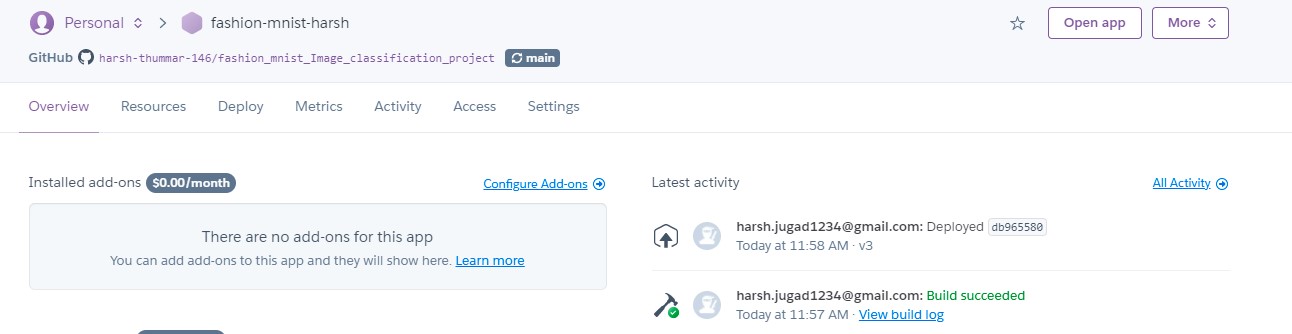 Personal fashion-mnist-harsh Open app More
GitHub harsh-thummar-146/fashion_mnist_Image_classification_project main
Overview Resources Deploy Metrics Activity Access Settings
Installed add-ons $0.00/month Configure Add-ons
There are no add-ons for this app
You can add add-ons to this app and they will show here. Learn more
Latest activity All Activity
harsh.jugad1234@gmail.com: Deployed db965580
Today at 11:58 AM · v3
harsh.jugad1234@gmail.com: Build succeeded
Today at 11:57 AM · View build log